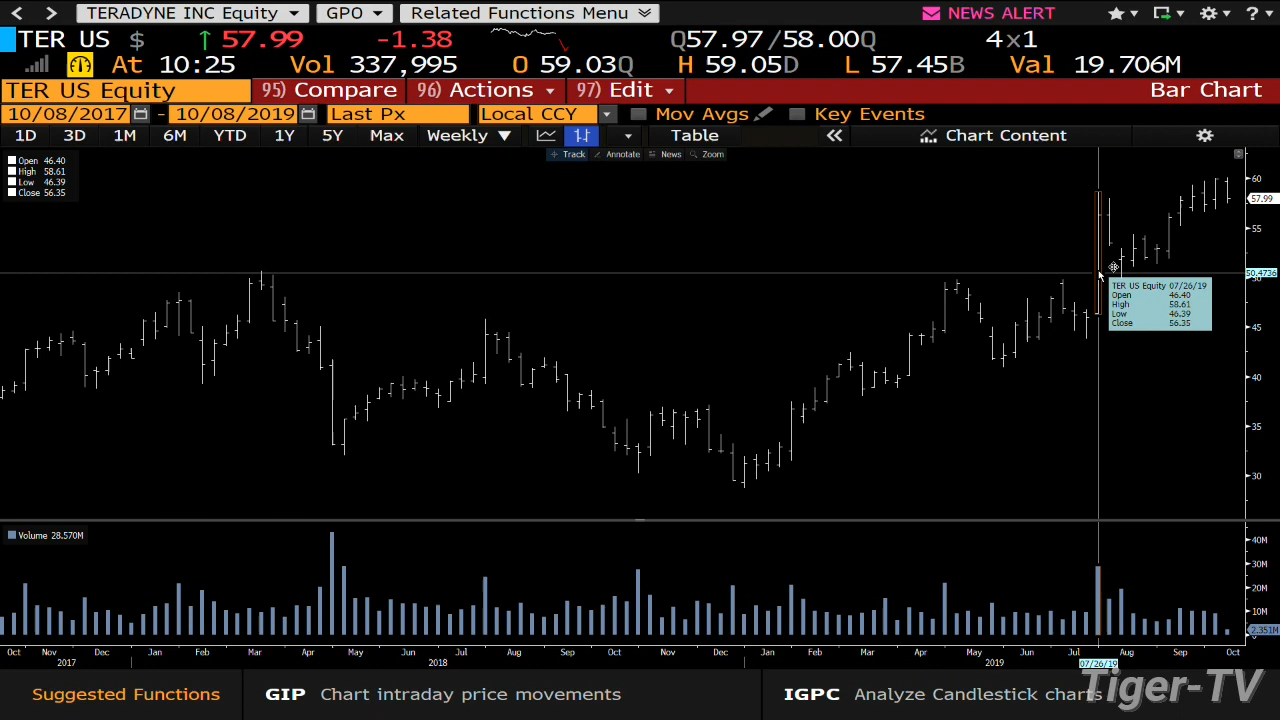 < > TERADYNE INC Equity GPO Related Functions Menu NEWS ALERT ?
TER US $ ↑57.99 -1.38 Q57.97/58.00Q 4x1
At 10:25 Vol 337,995 O 59.03Q H 59.05D L 57.45B Val 19.706M
TER US Equity 95) Compare 96) Actions 97) Edit Bar Chart
10/08/2017 - 10/08/2019 Last Px Local CCY Mov Avgs Key Events
1D 3D 1M 6M YTD 1Y 5Y Max Weekly ▼ Table « Chart Content
Track Annotate News Zoom
Open 46.40
High 58.61
Low 46.39
Close 56.35
60
57.99
55
50.4736
50
TER US Equity 07/26/19
Open 46.40
High 58.61
Low 46.39
Close 56.35
45
40
35
30
Volume 28.570M
40M
30M
20M
10M
2.351M
0
Oct Nov Dec Jan Feb Mar Apr May Jun Jul Aug Sep Oct Nov Dec Jan Feb Mar Apr May Jun Jul Aug Sep Oct
2017 2018 2019 07/26/19
Suggested Functions GIP Chart intraday price movements IGPC Analyze Candlestick charts
Tiger-TV